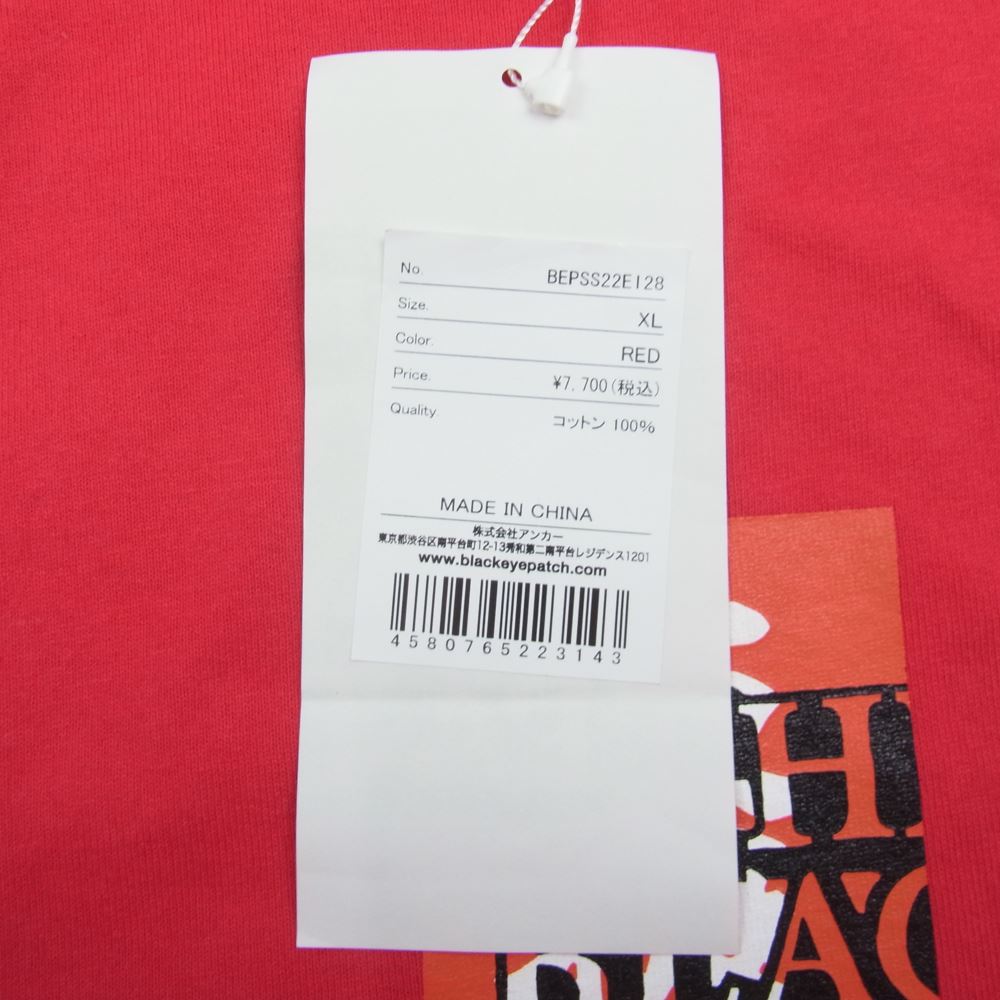 No. BEPSS22E128
Size. XL
Color. RED
Price. ¥7,700(税込)
Quality. コットン 100%
MADE IN CHINA
株式会社アンカー
東京都渋谷区南平台町12-13秀和第二南平台レジデンス1201
www.blackeyepatch.com
4580765223143